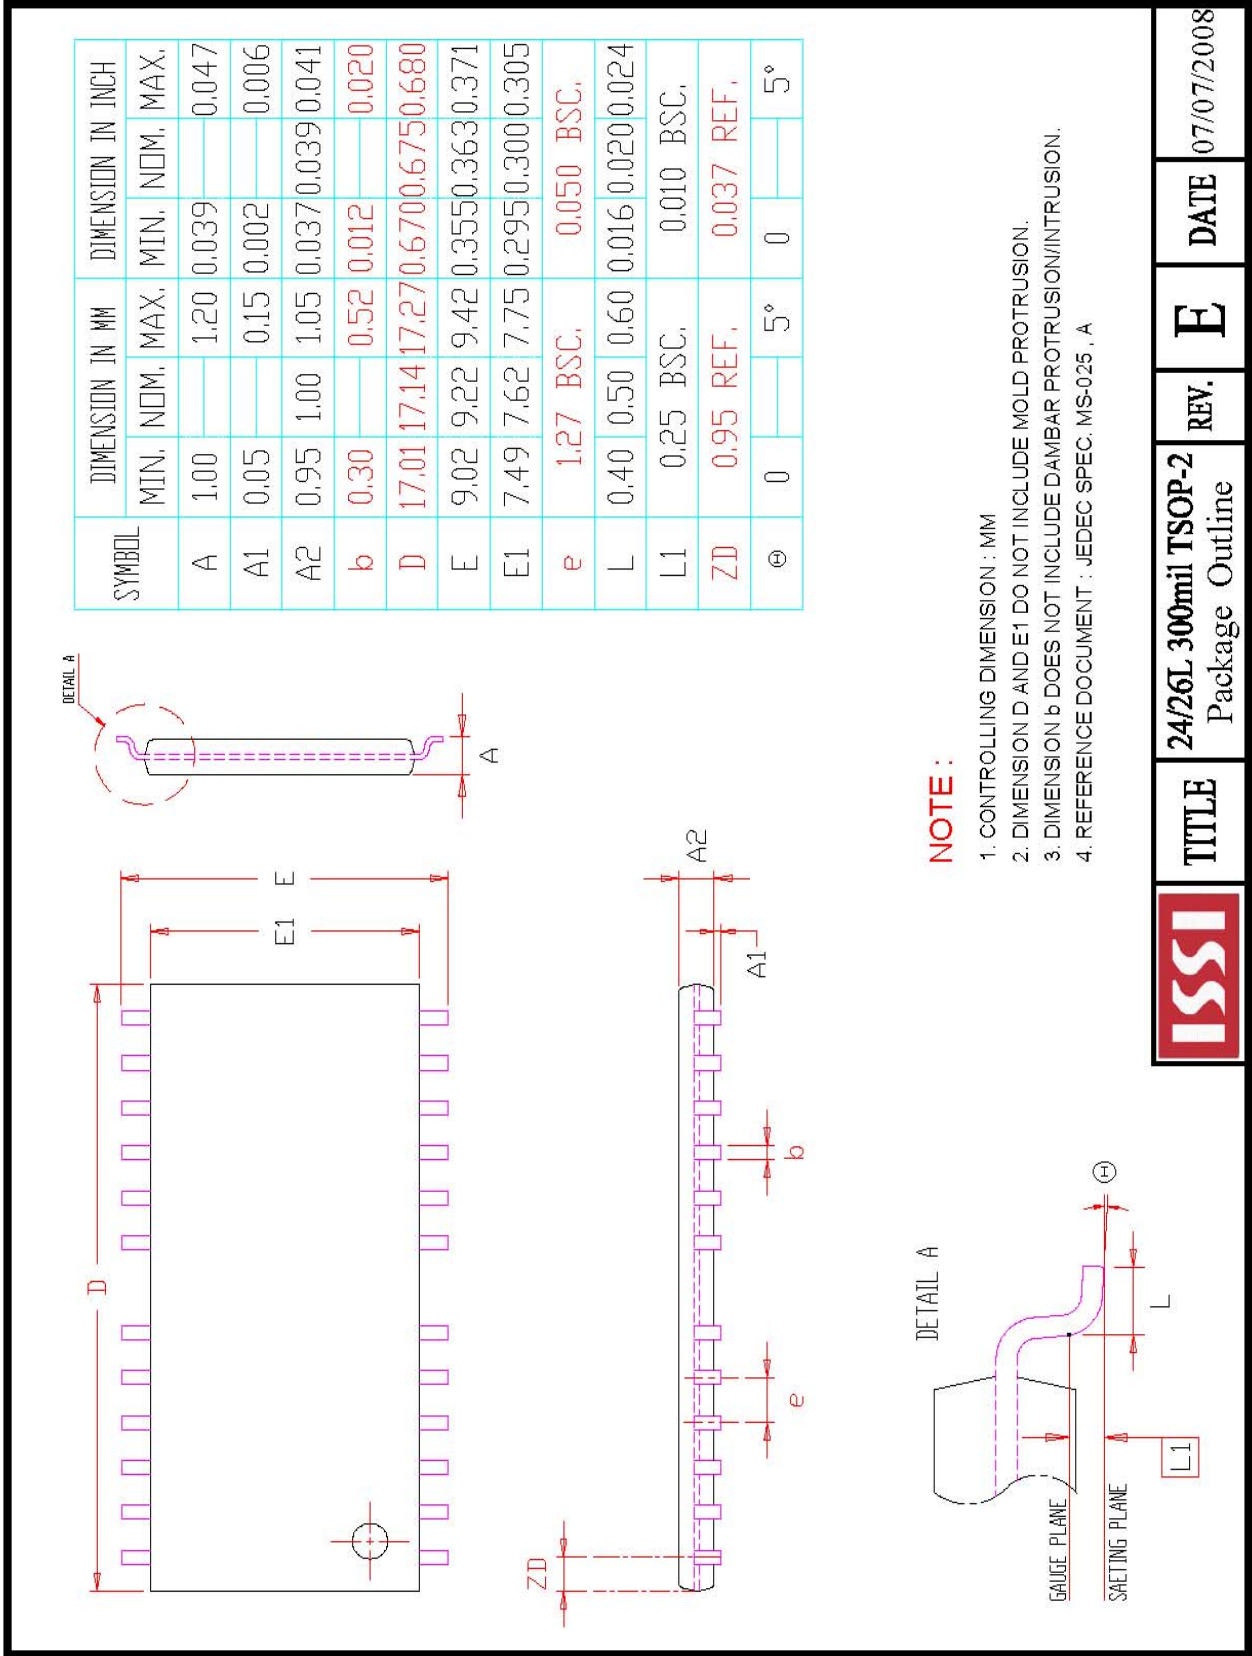 D
E1
E
DETAIL A
A
ZD
e
b
A1
A2
DETAIL A
GAUGE PLANE
SAETING PLANE
L1
L
Θ
SYMBOL DIMENSION IN MM DIMENSION IN INCH
MIN. NOM. MAX. MIN. NOM. MAX.
A 1.00 1.20 0.039 0.047
A1 0.05 0.15 0.002 0.006
A2 0.95 1.00 1.05 0.037 0.039 0.041
b 0.30 0.52 0.012 0.020
D 17.01 17.14 17.27 0.670 0.675 0.680
E 9.02 9.22 9.42 0.355 0.363 0.371
E1 7.49 7.62 7.75 0.295 0.300 0.305
e 1.27 BSC. 0.050 BSC.
L 0.40 0.50 0.60 0.016 0.020 0.024
L1 0.25 BSC. 0.010 BSC.
ZD 0.95 REF. 0.037 REF.
Θ 0 5° 0 5°
NOTE :
1. CONTROLLING DIMENSION : MM
2. DIMENSION D AND E1 DO NOT INCLUDE MOLD PROTRUSION.
3. DIMENSION b DOES NOT INCLUDE DAMBAR PROTRUSION/INTRUSION.
4. REFERENCE DOCUMENT : JEDEC SPEC. MS-025 , A
ISSI
TITLE
24/26L 300mil TSOP-2
Package Outline
REV.
E
DATE
07/07/2008